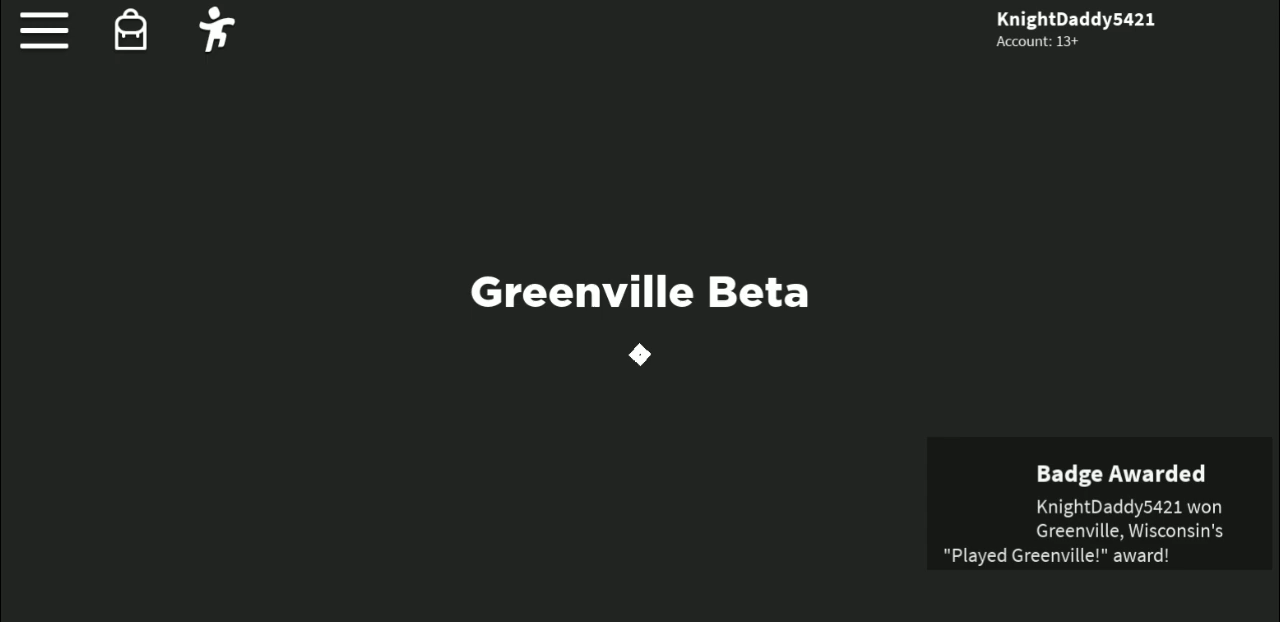 KnightDaddy5421
Account: 13+
Greenville Beta
Badge Awarded
KnightDaddy5421 won
Greenville, Wisconsin's
"Played Greenville!" award!